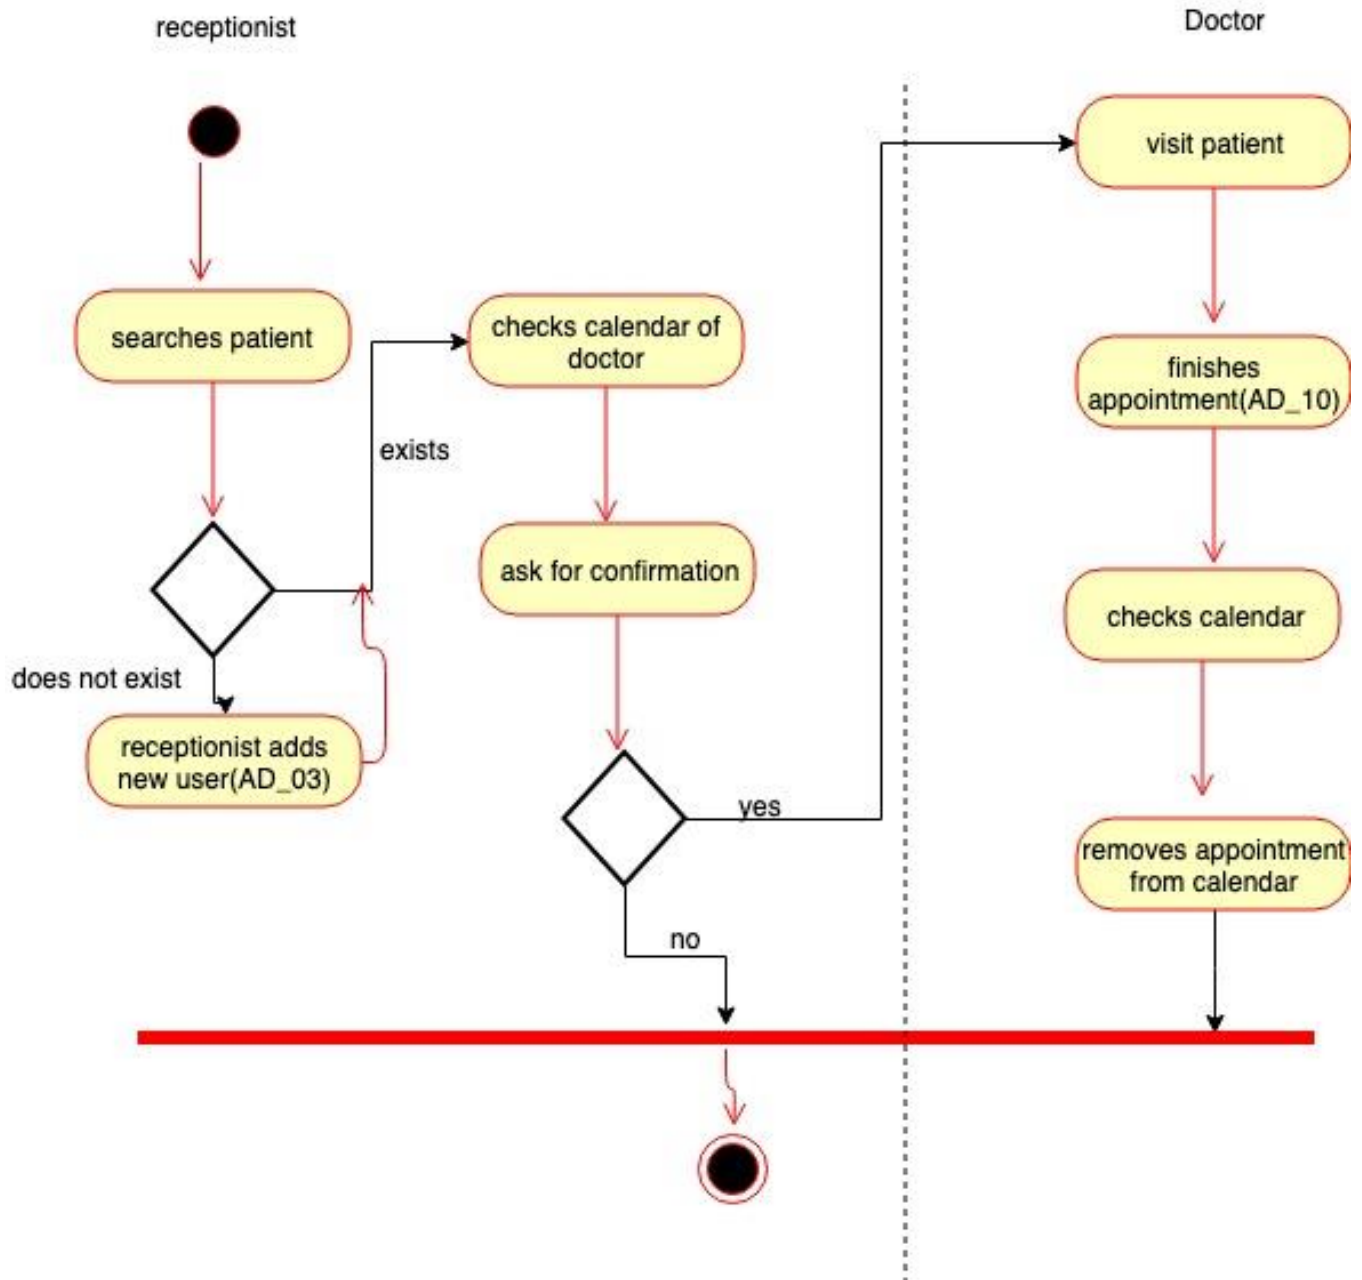 receptionist
Doctor
visit patient
searches patient
checks calendar of
doctor
exists
finishes
appointment(AD_10)
ask for confirmation
checks calendar
does not exist
receptionist adds
new user(AD_03)
yes
no
removes appointment
from calendar